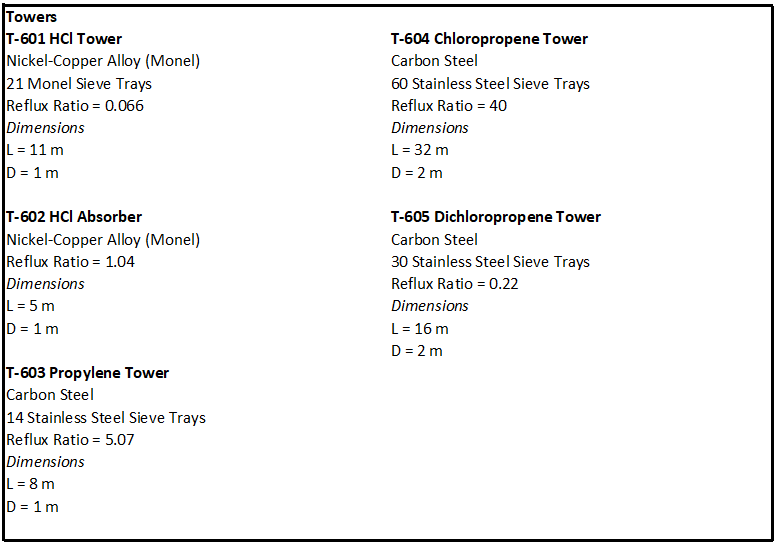 Towers
T-601 HCl Tower
Nickel-Copper Alloy (Monel)
21 Monel Sieve Trays
Reflux Ratio = 0.066
Dimensions
L = 11 m
D = 1 m
T-602 HCl Absorber
Nickel-Copper Alloy (Monel)
Reflux Ratio = 1.04
Dimensions
L = 5 m
D = 1 m
T-603 Propylene Tower
Carbon Steel
14 Stainless Steel Sieve Trays
Reflux Ratio = 5.07
Dimensions
L = 8 m
D = 1 m
T-604 Chloropropene Tower
Carbon Steel
60 Stainless Steel Sieve Trays
Reflux Ratio = 40
Dimensions
L = 32 m
D = 2 m
T-605 Dichloropropene Tower
Carbon Steel
30 Stainless Steel Sieve Trays
Reflux Ratio = 0.22
Dimensions
L = 16 m
D = 2 m